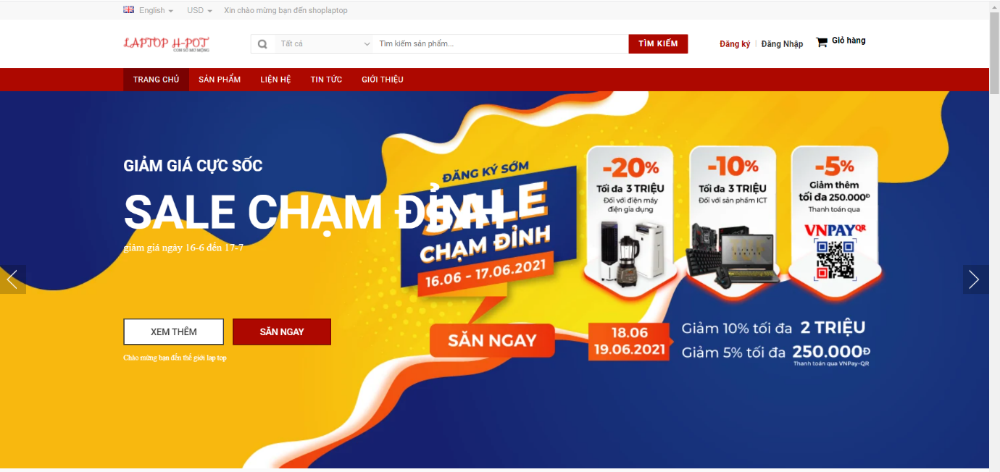 English USD Xin chào mừng bạn đến shoplaptop
LAPTOP H-POT
CON SỐ MƠ MỘNG
Tất cả Tìm kiếm sản phẩm... TÌM KIẾM
Đăng ký Đăng Nhập Giỏ hàng
TRANG CHỦ SẢN PHẨM LIÊN HỆ TIN TỨC GIỚI THIỆU
GIẢM GIÁ CỰC SỐC
SALE CHẠM ĐỈNH
giảm giá ngày 16-6 đến 17-7
XEM THÊM SĂN NGAY
Chào mừng bạn đến thế giới lap top
ĐĂNG KÝ SỚM
SALE
CHẠM ĐỈNH
16.06 - 17.06.2021
SĂN NGAY
-20%
Tối đa 3 TRIỆU
Đối với điện máy
điện gia dụng
-10%
Tối đa 3 TRIỆU
Đối với sản phẩm ICT
-5%
Giảm thêm
tối đa 250.000Đ
Thanh toán qua
VNPAYQR
18.06
19.06.2021
Giảm 10% tối đa 2 TRIỆU
Giảm 5% tối đa 250.000Đ
Thanh toán qua VNPay-QR